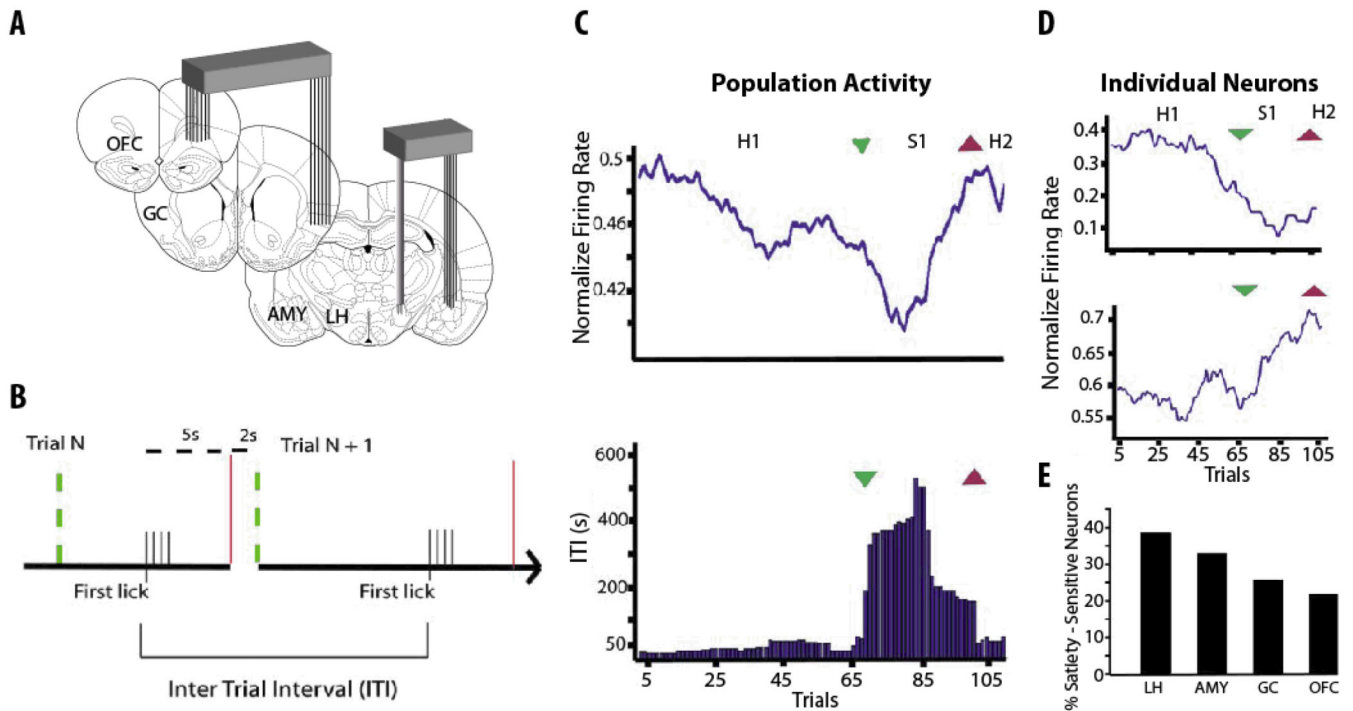 A
OFC
GC
AMY
LH
B
Trial N
5s
2s
Trial N + 1
First lick
First lick
Inter Trial Interval (ITI)
C
Population Activity
H1
S1
H2
Normalize Firing Rate
0.5
0.46
0.42
ITI (s)
600
400
200
50
5
25
45
65
85
105
Trials
D
Individual Neurons
H1
S1
H2
Normalize Firing Rate
0.4
0.3
0.2
0.1
0.7
0.65
0.6
0.55
5
25
45
65
85
105
Trials
E
% Satiety - Sensitive Neurons
40
30
20
10
0
LH
AMY
GC
OFC